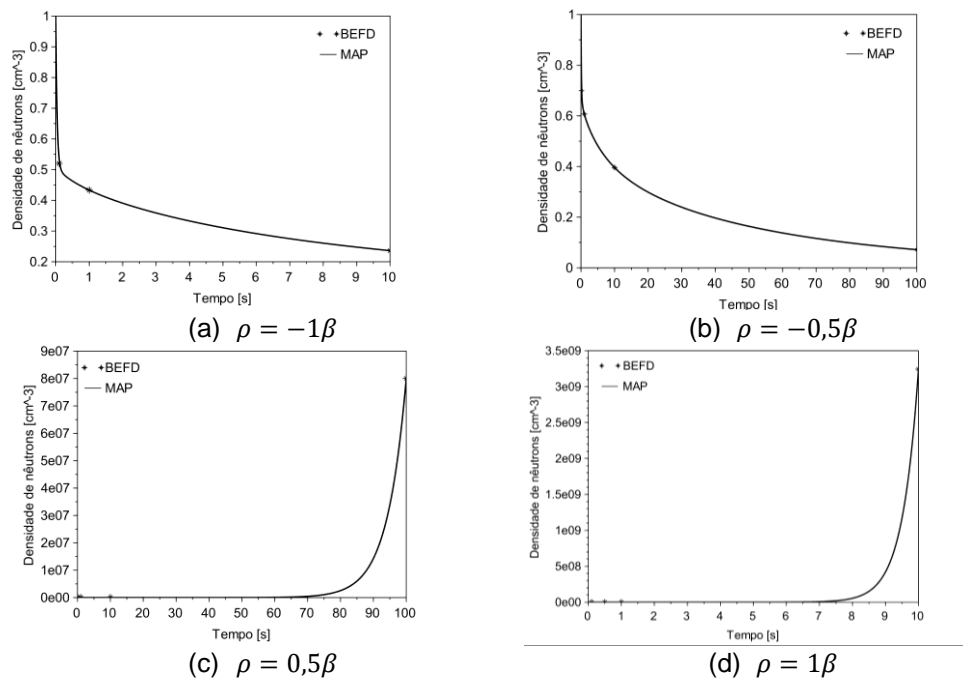 1
0.9
0.8
0.7
0.6
0.5
0.4
0.3
0.2
Densidade de nêutrons [cm^-3]
BEFD
MAP
0 1 2 3 4 5 6 7 8 9 10
Tempo [s]
(a) ρ = −1β
1
0.8
0.6
0.4
0.2
0
Densidade de nêutrons [cm^-3]
BEFD
MAP
0 10 20 30 40 50 60 70 80 90 100
Tempo [s]
(b) ρ = −0,5β
9e07
8e07
7e07
6e07
5e07
4e07
3e07
2e07
1e07
0e00
Densidade de nêutrons [cm^-3]
BEFD
MAP
0 10 20 30 40 50 60 70 80 90 100
Tempo [s]
(c) ρ = 0,5β
3.5e09
3e09
2.5e09
2e09
1.5e09
1e09
5e08
0e00
Densidade de nêutrons [cm^-3]
BEFD
MAP
0 1 2 3 4 5 6 7 8 9 10
Tempo [s]
(d) ρ = 1β